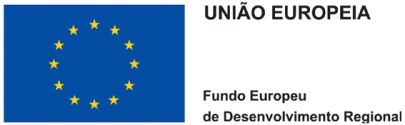 UNIÃO EUROPEIA
Fundo Europeu
de Desenvolvimento Regional